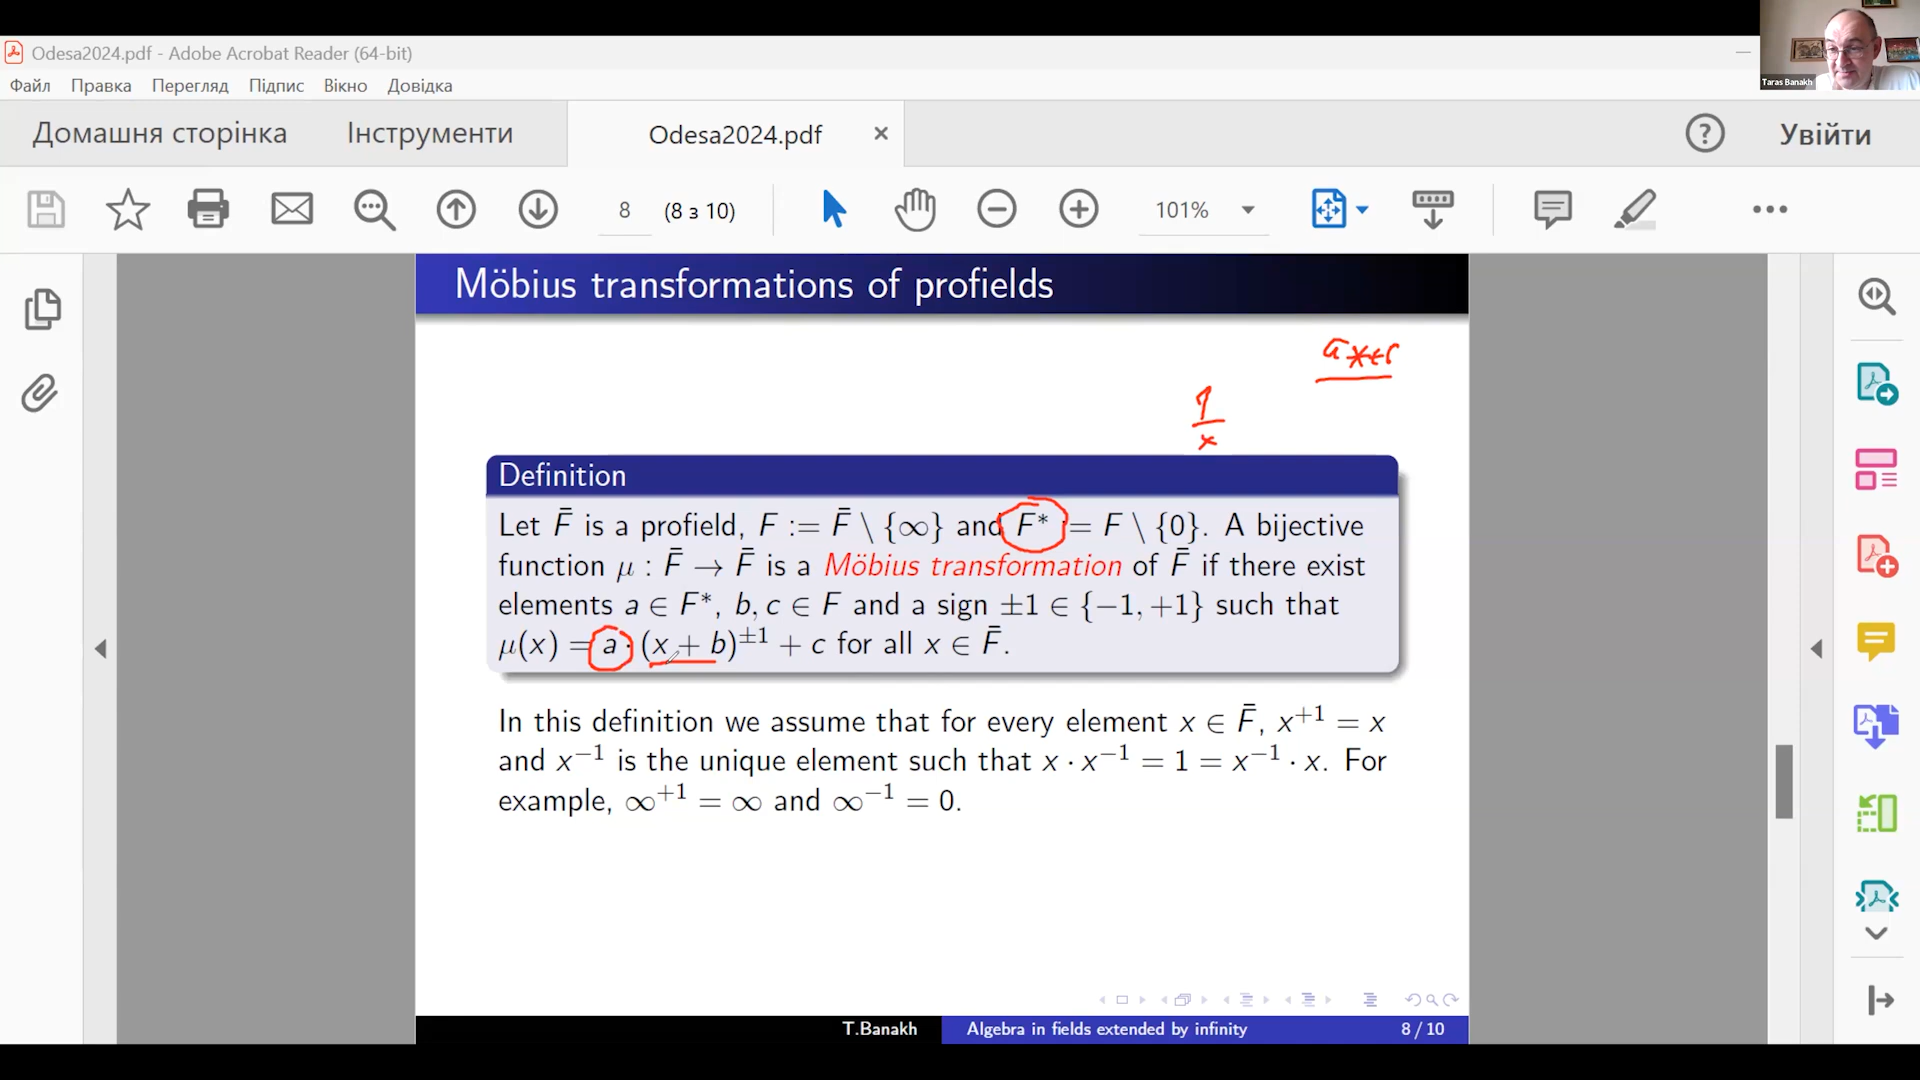 Odesa2024.pdf - Adobe Acrobat Reader (64-bit)
Taras Banakh
Файл Правка Перегляд Підпис Вікно Довідка
Домашня сторінка Інструменти Odesa2024.pdf × ? Увійти
8 (8 з 10) 101%
Möbius transformations of profields
1
x
Definition
Let F̄ is a profield, F := F̄ \ {∞} and F* := F \ {0}. A bijective
function μ : F̄ → F̄ is a Möbius transformation of F̄ if there exist
elements a ∈ F*, b, c ∈ F and a sign ±1 ∈ {−1, +1} such that
μ(x) = a · (x + b)^{±1} + c for all x ∈ F̄.
In this definition we assume that for every element x ∈ F̄, x^{+1} = x
and x^{−1} is the unique element such that x · x^{−1} = 1 = x^{−1} · x. For
example, ∞^{+1} = ∞ and ∞^{−1} = 0.
T.Banakh Algebra in fields extended by infinity 8 / 10